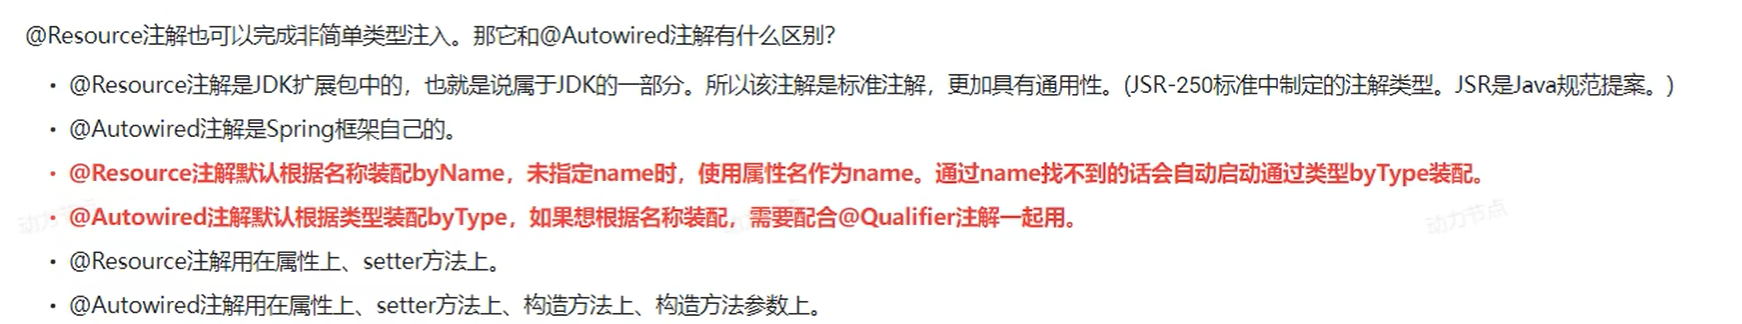 @Resource注解也可以完成非简单类型注入。那它和@Autowired注解有什么区别？
• @Resource注解是JDK扩展包中的，也就是说属于JDK的一部分。所以该注解是标准注解，更加具有通用性。(JSR-250标准中制定的注解类型。JSR是Java规范提案。)
• @Autowired注解是Spring框架自己的。
• @Resource注解默认根据名称装配byName，未指定name时，使用属性名作为name。通过name找不到的话会自动启动通过类型byType装配。
• @Autowired注解默认根据类型装配byType，如果想根据名称装配，需要配合@Qualifier注解一起用。
动力节点
动力节点
动力节点
• @Resource注解用在属性上、setter方法上。
• @Autowired注解用在属性上、setter方法上、构造方法上、构造方法参数上。